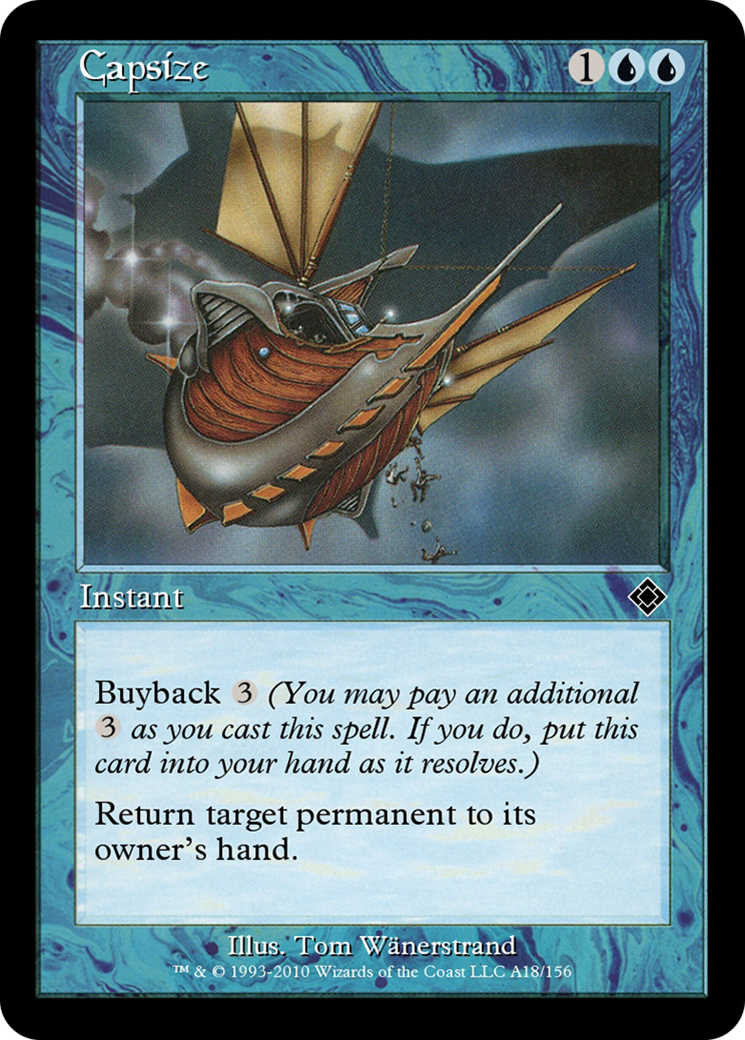 Capsize 1
Instant
Buyback 3 (You may pay an additional
3 as you cast this spell. If you do, put this
card into your hand as it resolves.)
Return target permanent to its
owner's hand.
Illus. Tom Wänerstrand
™ & © 1993-2010 Wizards of the Coast LLC A18/156